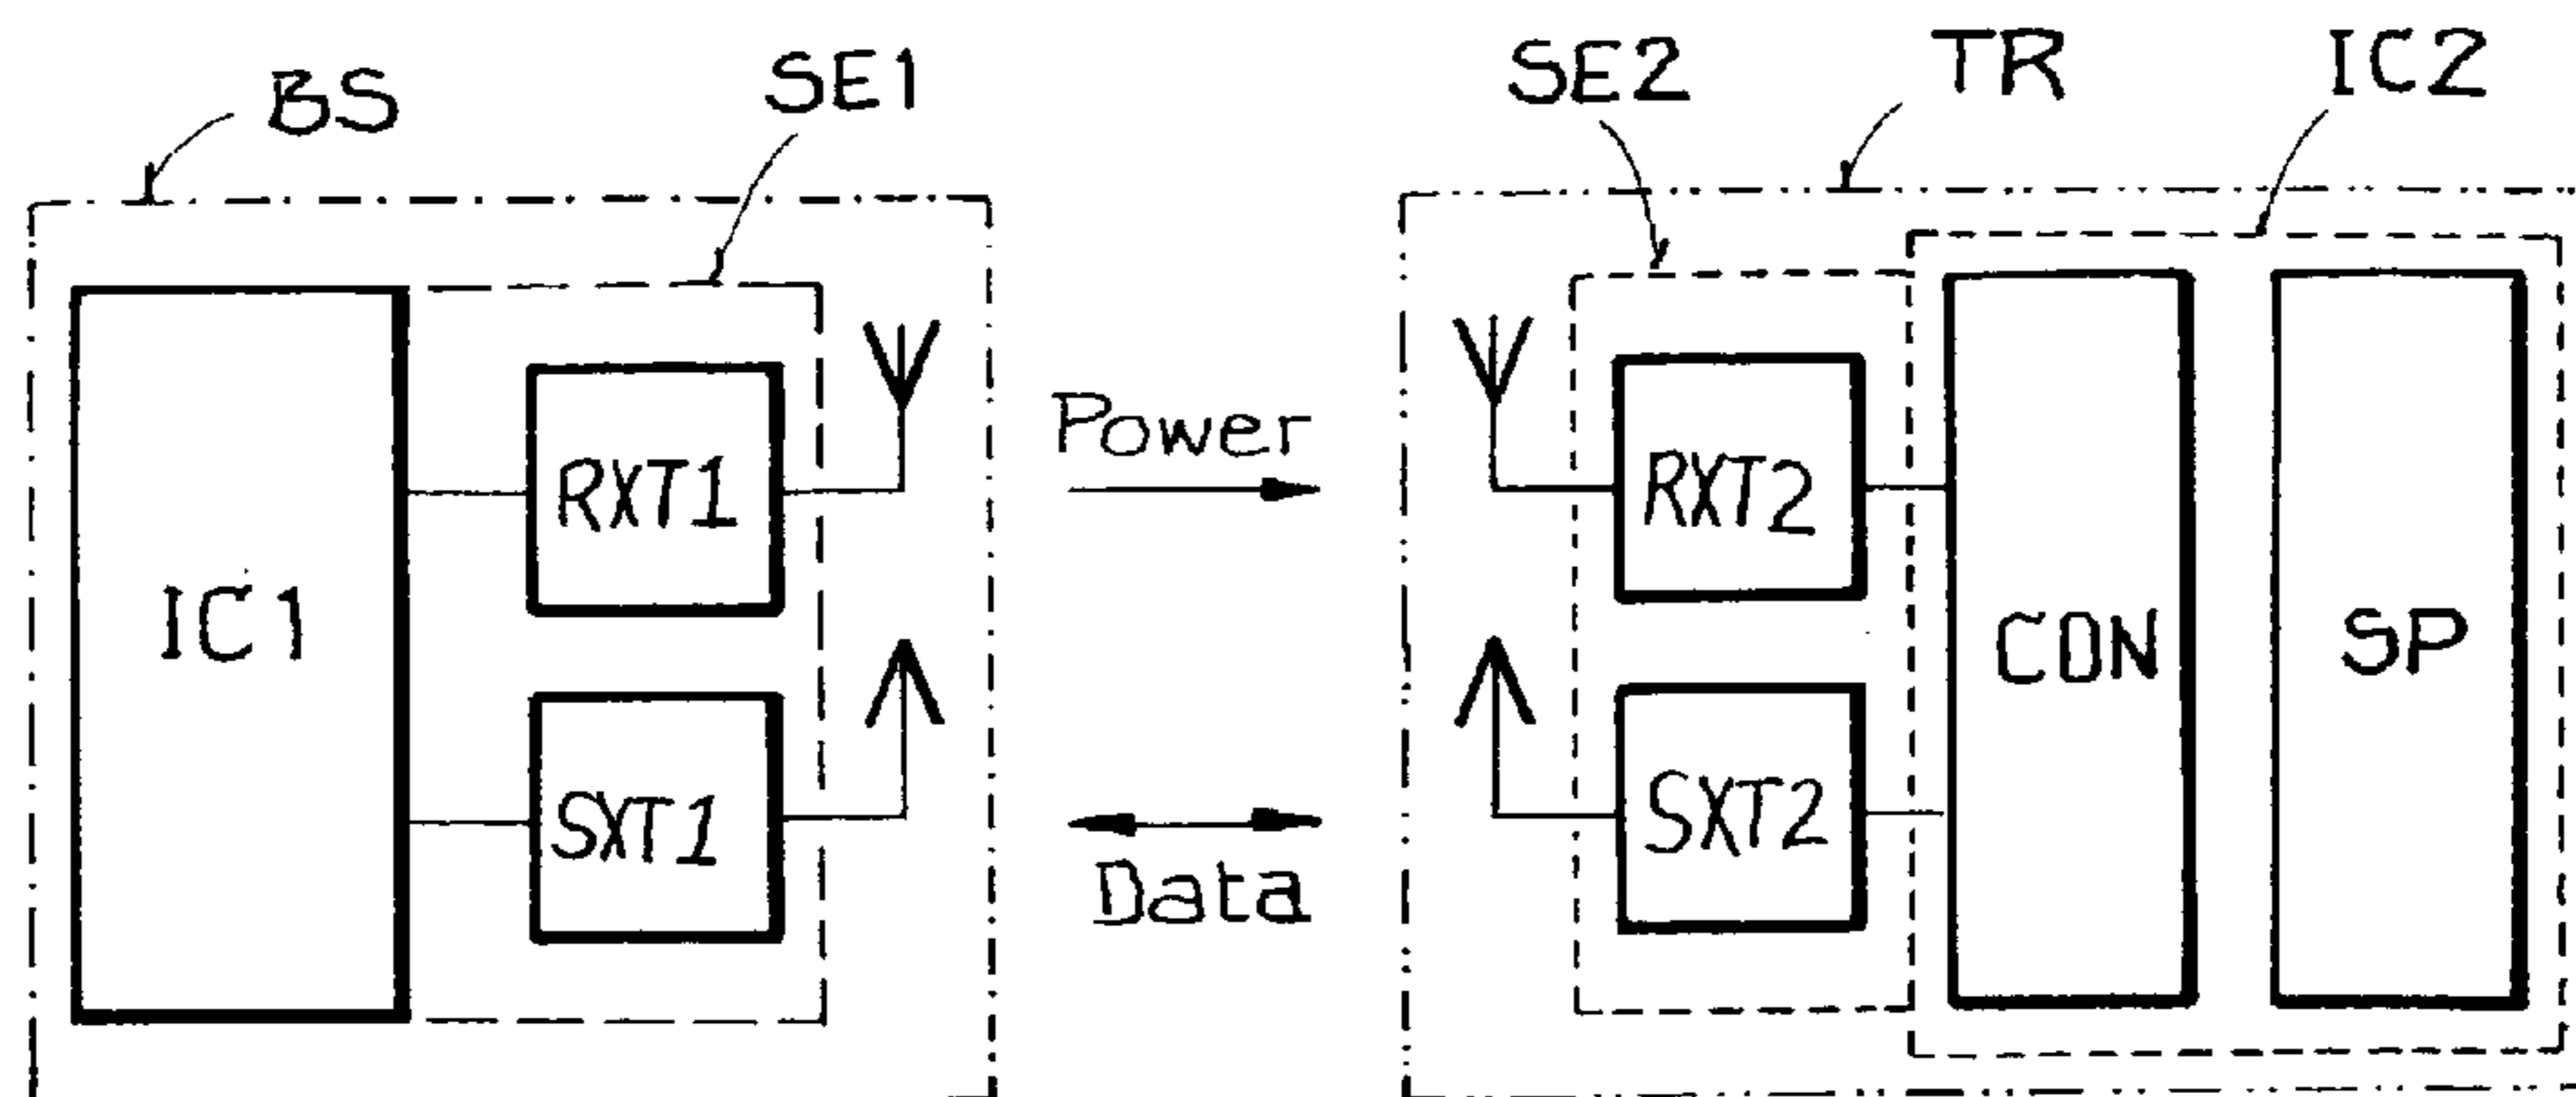 BS
SE1
SE2
TR
IC2
IC1
RXT1
SXT1
Power
Data
RXT2
SXT2
CON
SP